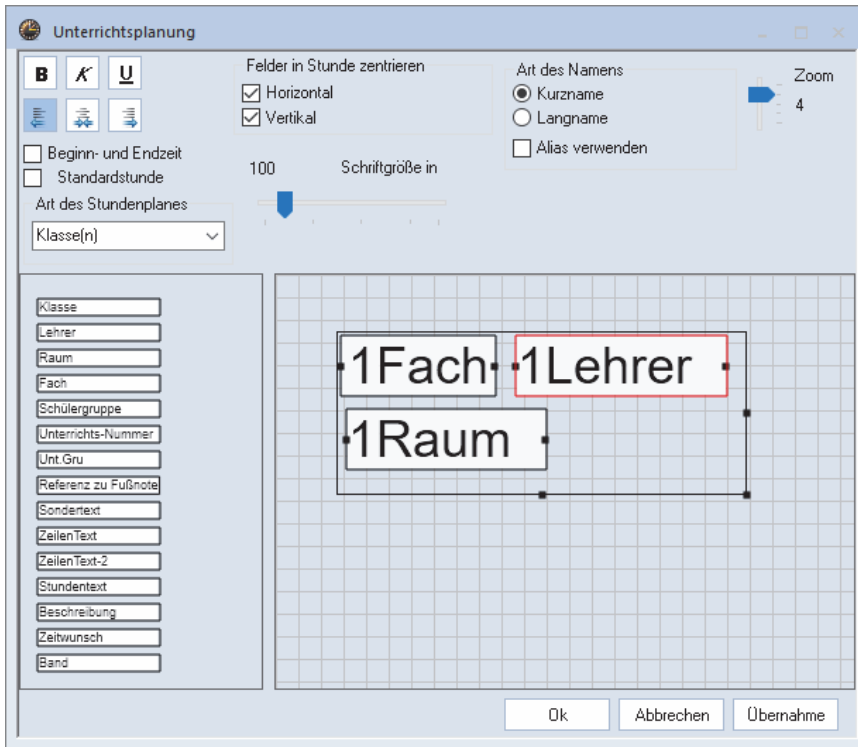 Unterrichtsplanung
B K U
Felder in Stunde zentrieren
Horizontal
Vertikal
Art des Namens
Kurzname
Langname
Alias verwenden
Zoom
4
Beginn- und Endzeit
Standardstunde
100 Schriftgröße in
Art des Stundenplanes
Klasse(n)
Klasse
Lehrer
Raum
Fach
Schülergruppe
Unterrichts-Nummer
Unt.Gru
Referenz zu Fußnote
Sondertext
ZeilenText
ZeilenText-2
Stundentext
Beschreibung
Zeitwunsch
Band
1Fach 1Lehrer
1Raum
Ok Abbrechen Übernahme